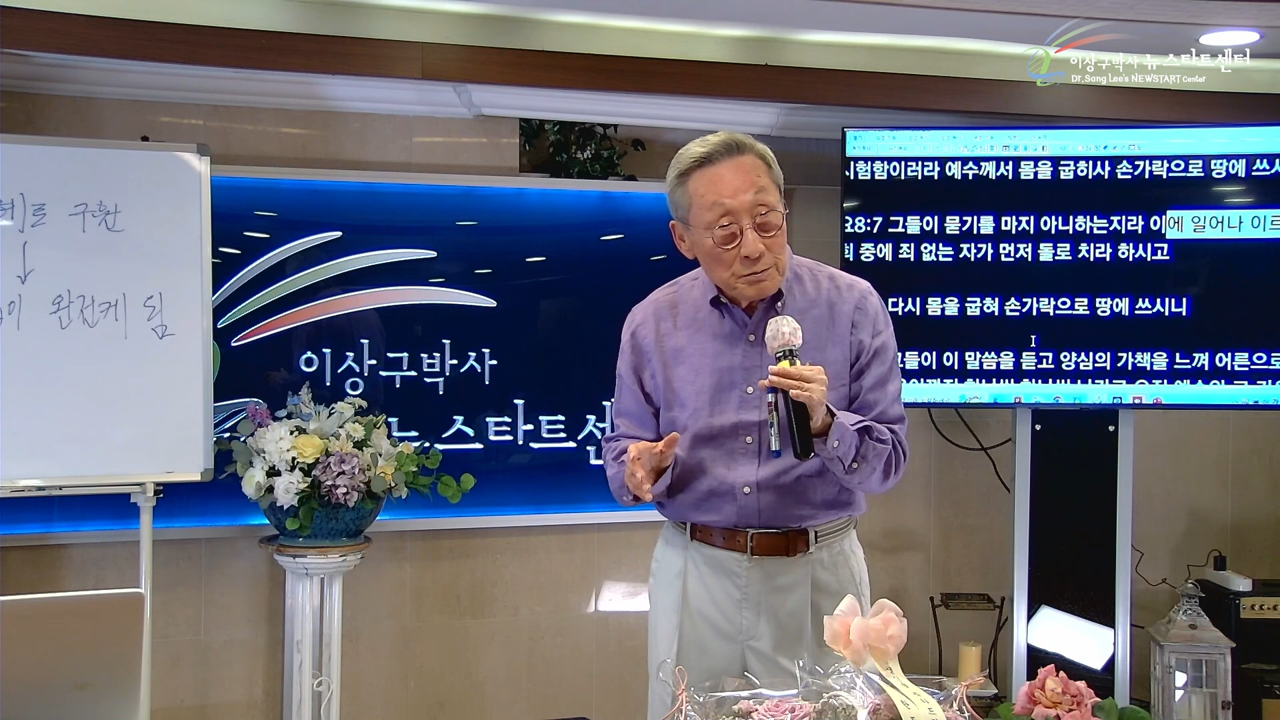 이상구박사 뉴스타트센터
Dr. Sang Lee's NEWSTART Center
로 구원
↓
완전케 됨
이상구박사
뉴스타트센
시험함이러라 예수께서 몸을 굽히사 손가락으로 땅에 쓰시
8:7 그들이 묻기를 마지 아니하는지라 이에 일어나 이르
희 중에 죄 없는 자가 먼저 돌로 치라 하시고
다시 몸을 굽혀 손가락으로 땅에 쓰시니
그들이 이 말씀을 듣고 양심의 가책을 느껴 어른으로